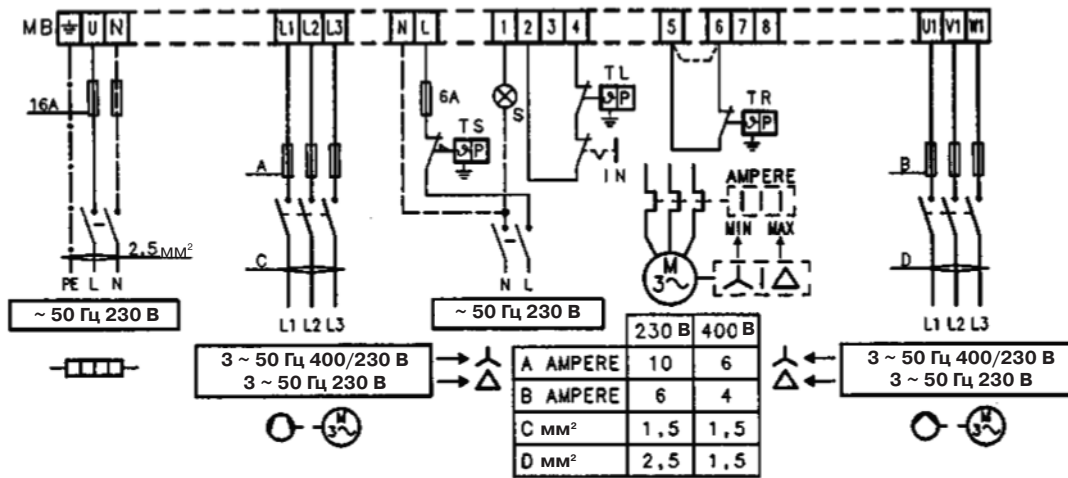 MB ⏚ U N L1 L2 L3 N L 1 2 3 4 5 6 7 8 U1 V1 W1
16A
6A
S
TL
ϑ P
TS
ϑ P
TR
ϑ P
IN
A
B
AMPERE
MIN MAX
2,5 мм²
C
D
M
3~
PE L N
N L
L1 L2 L3
L1 L2 L3
~ 50 Гц 230 В
~ 50 Гц 230 В
3 ~ 50 Гц 400/230 В
3 ~ 50 Гц 230 В
230 В 400 В
A AMPERE 10 6
B AMPERE 6 4
C мм² 1,5 1,5
D мм² 2,5 1,5
3 ~ 50 Гц 400/230 В
3 ~ 50 Гц 230 В
M
3~
M
3~